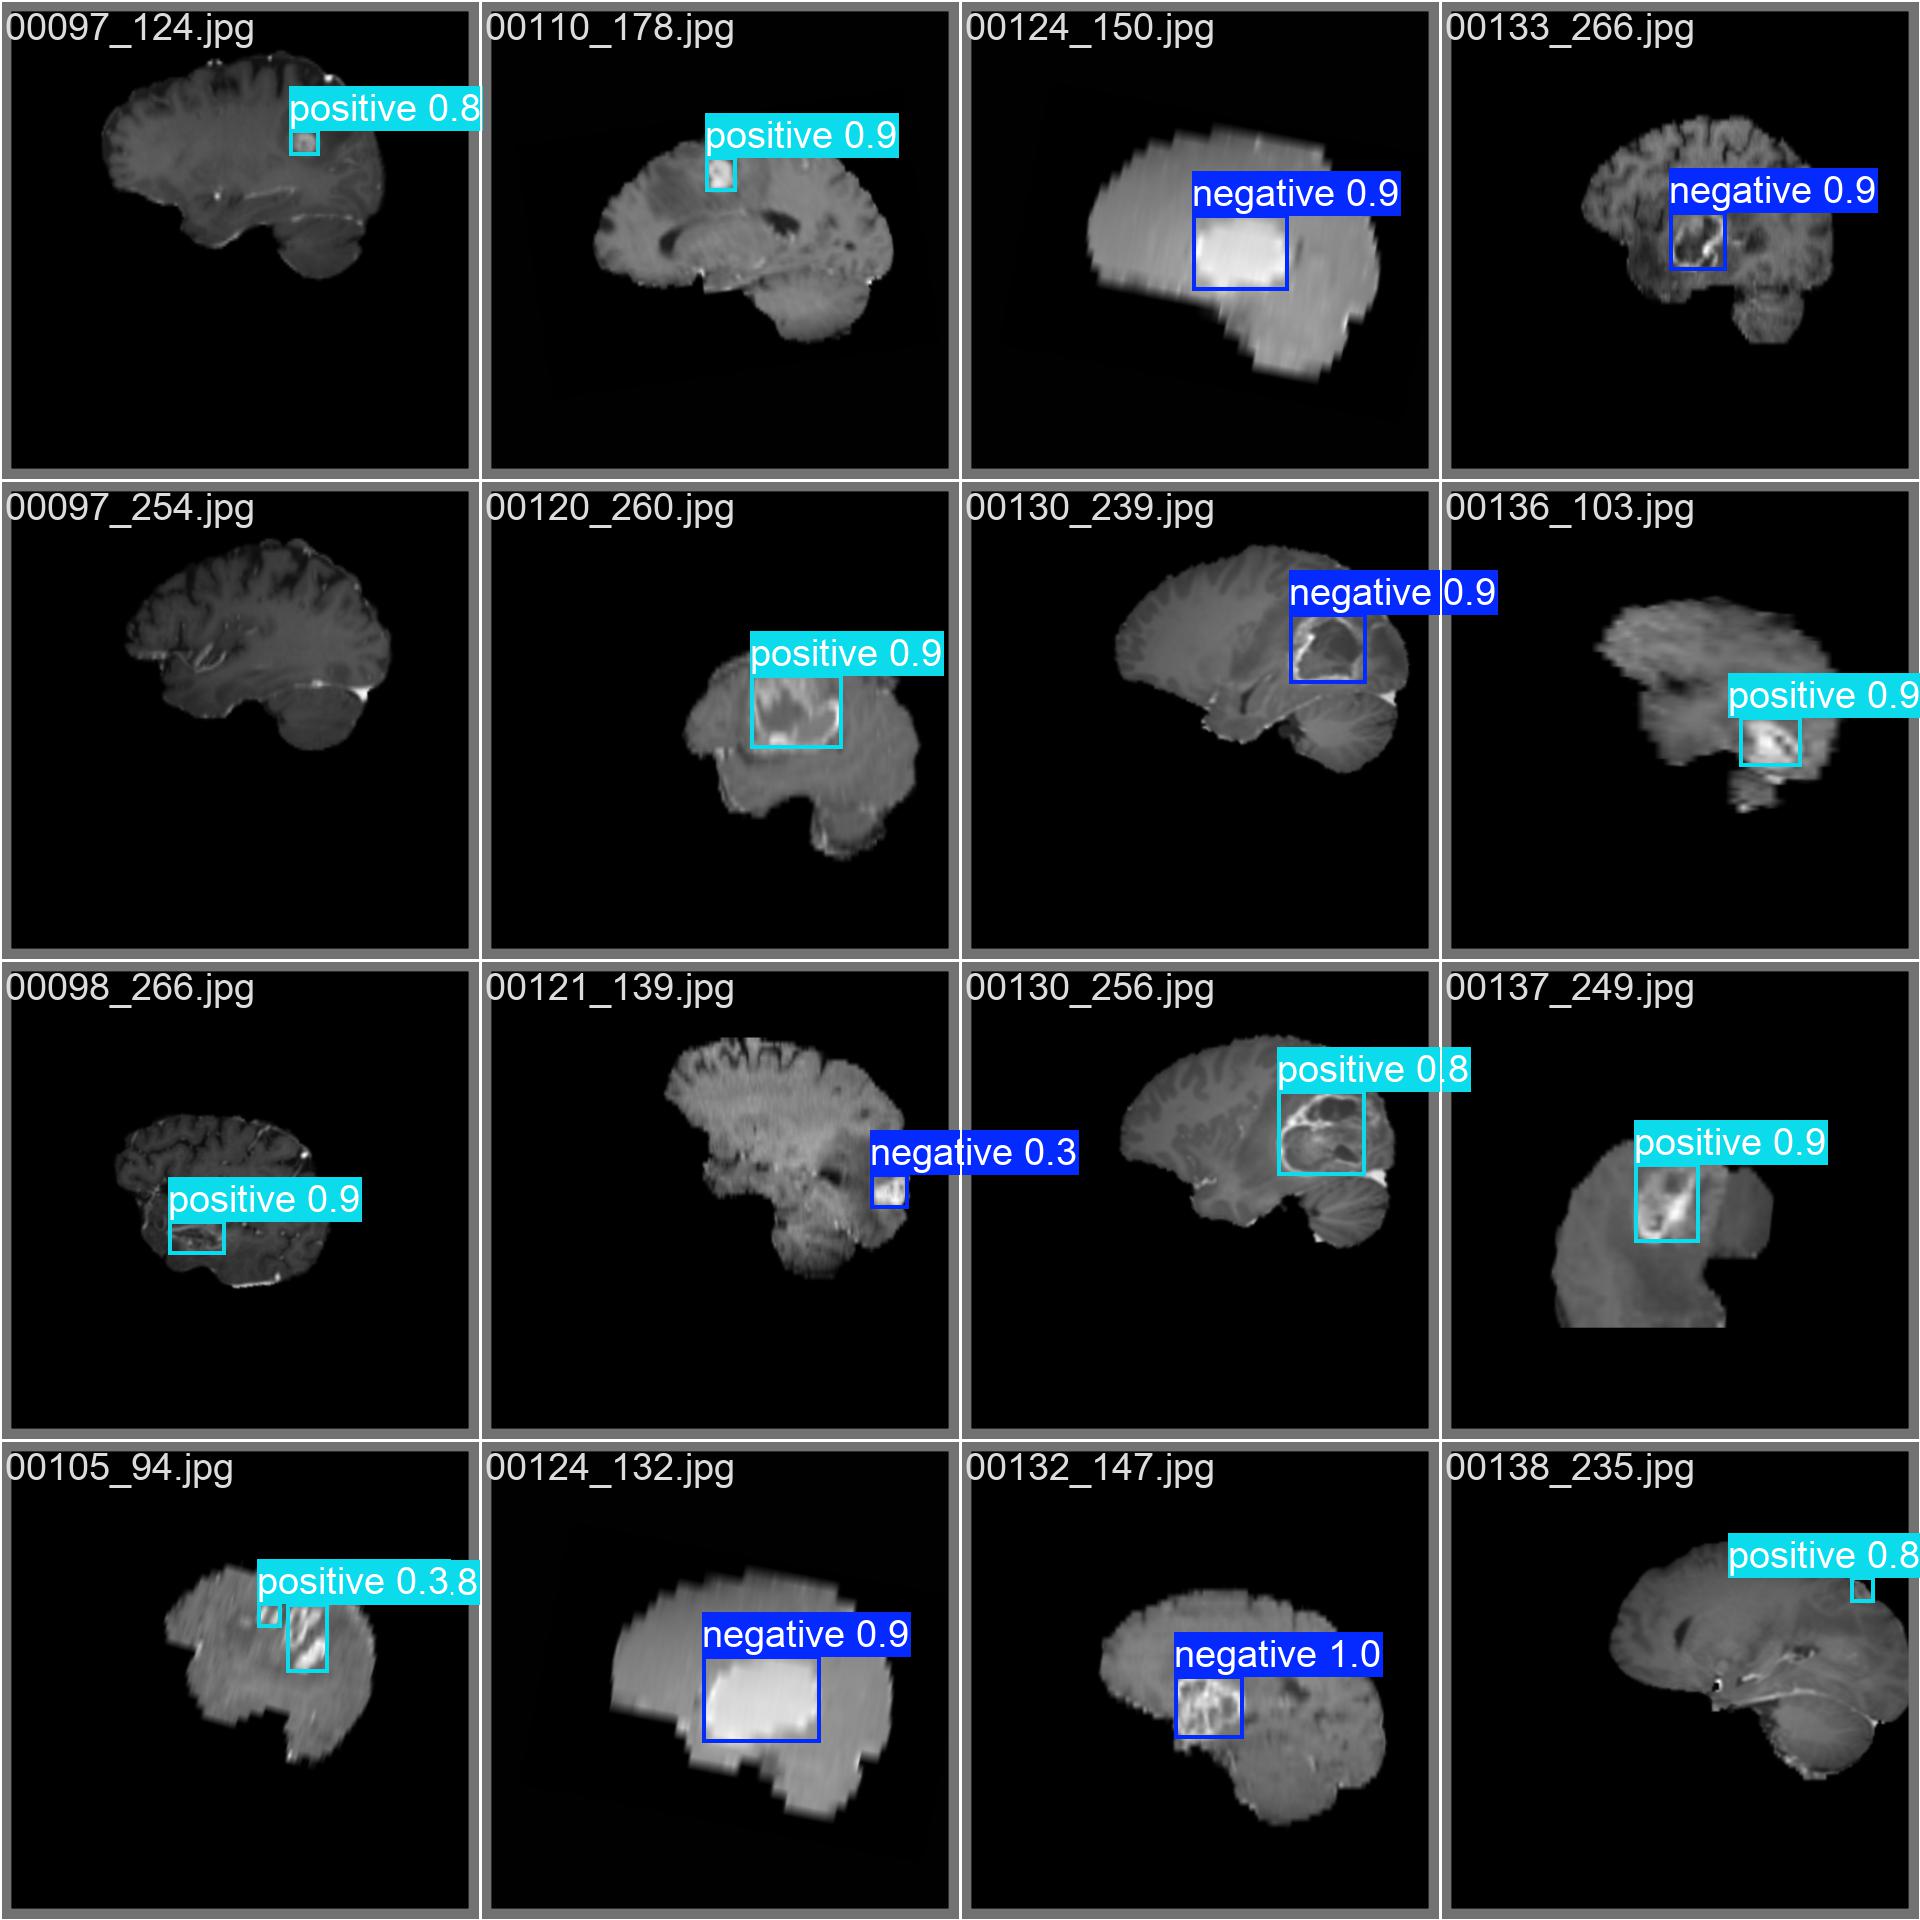 00097_124.jpg
positive 0.8
00110_178.jpg
positive 0.9
00124_150.jpg
negative 0.9
00133_266.jpg
negative 0.9
00097_254.jpg
00120_260.jpg
positive 0.9
00130_239.jpg
negative 0.9
00136_103.jpg
positive 0.9
00098_266.jpg
positive 0.9
00121_139.jpg
negative 0.3
00130_256.jpg
positive 0.8
00137_249.jpg
positive 0.9
00105_94.jpg
positive 0.3.8
00124_132.jpg
negative 0.9
00132_147.jpg
negative 1.0
00138_235.jpg
positive 0.8